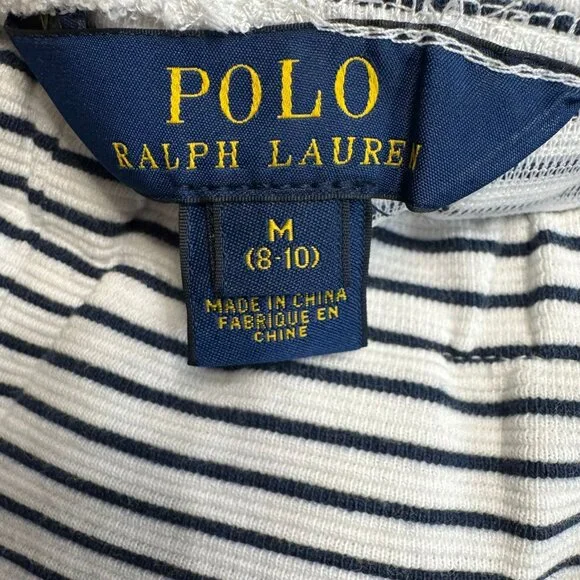 POLO
RALPH LAUREN
M
(8-10)
MADE IN CHINA
FABRIQUE EN
CHINE